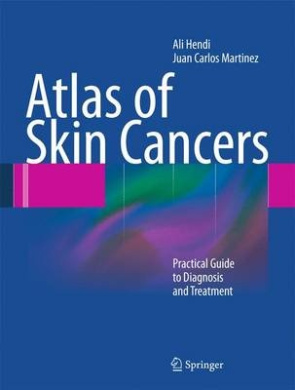 Ali Hendi
Juan Carlos Martinez
Atlas of
Skin Cancers
Practical Guide
to Diagnosis
and Treatment
Springer